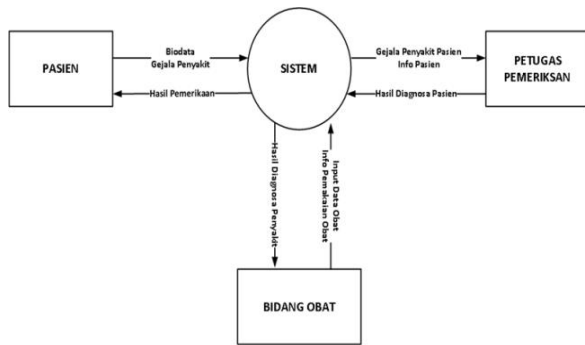 PASIEN
Biodata
Gejala Penyakit
Hasil Pemerikaan
SISTEM
Gejala Penyakit Pasien
Info Pasien
Hasil Diagnosa Pasien
PETUGAS
PEMERIKSAN
Hasil Diagnosa Penyakit
Input Data Obat
Info Pemakaian Obat
BIDANG OBAT